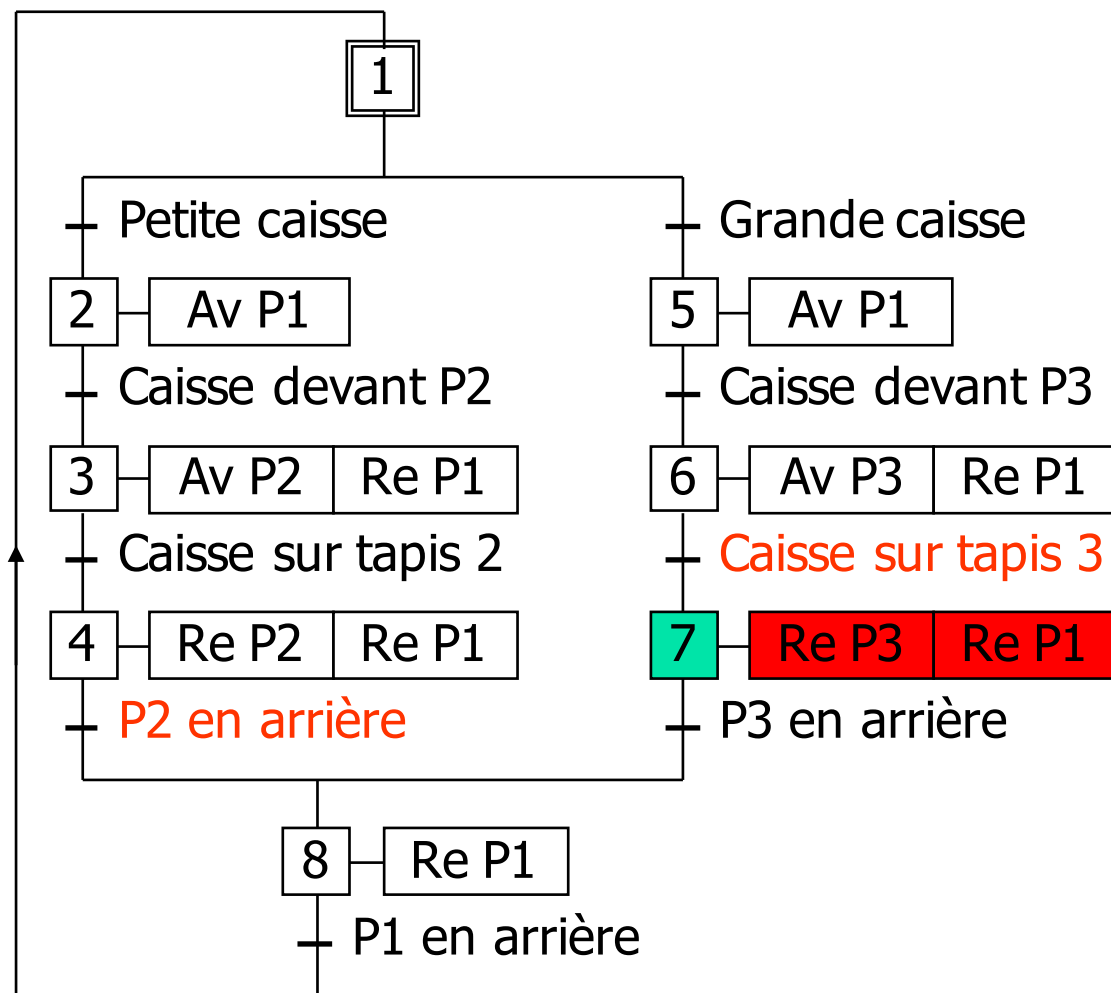 1
Petite caisse
Grande caisse
2 Av P1
5 Av P1
Caisse devant P2
Caisse devant P3
3 Av P2 Re P1
6 Av P3 Re P1
Caisse sur tapis 2
Caisse sur tapis 3
4 Re P2 Re P1
7 Re P3 Re P1
P2 en arrière
P3 en arrière
8 Re P1
P1 en arrière